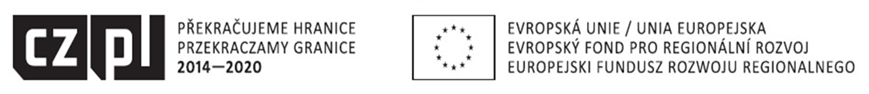 cz pl
PŘEKRAČUJEME HRANICE
PRZEKRACZAMY GRANICE
2014—2020
EVROPSKÁ UNIE / UNIA EUROPEJSKA
EVROPSKÝ FOND PRO REGIONÁLNÍ ROZVOJ
EUROPEJSKI FUNDUSZ ROZWOJU REGIONALNEGO